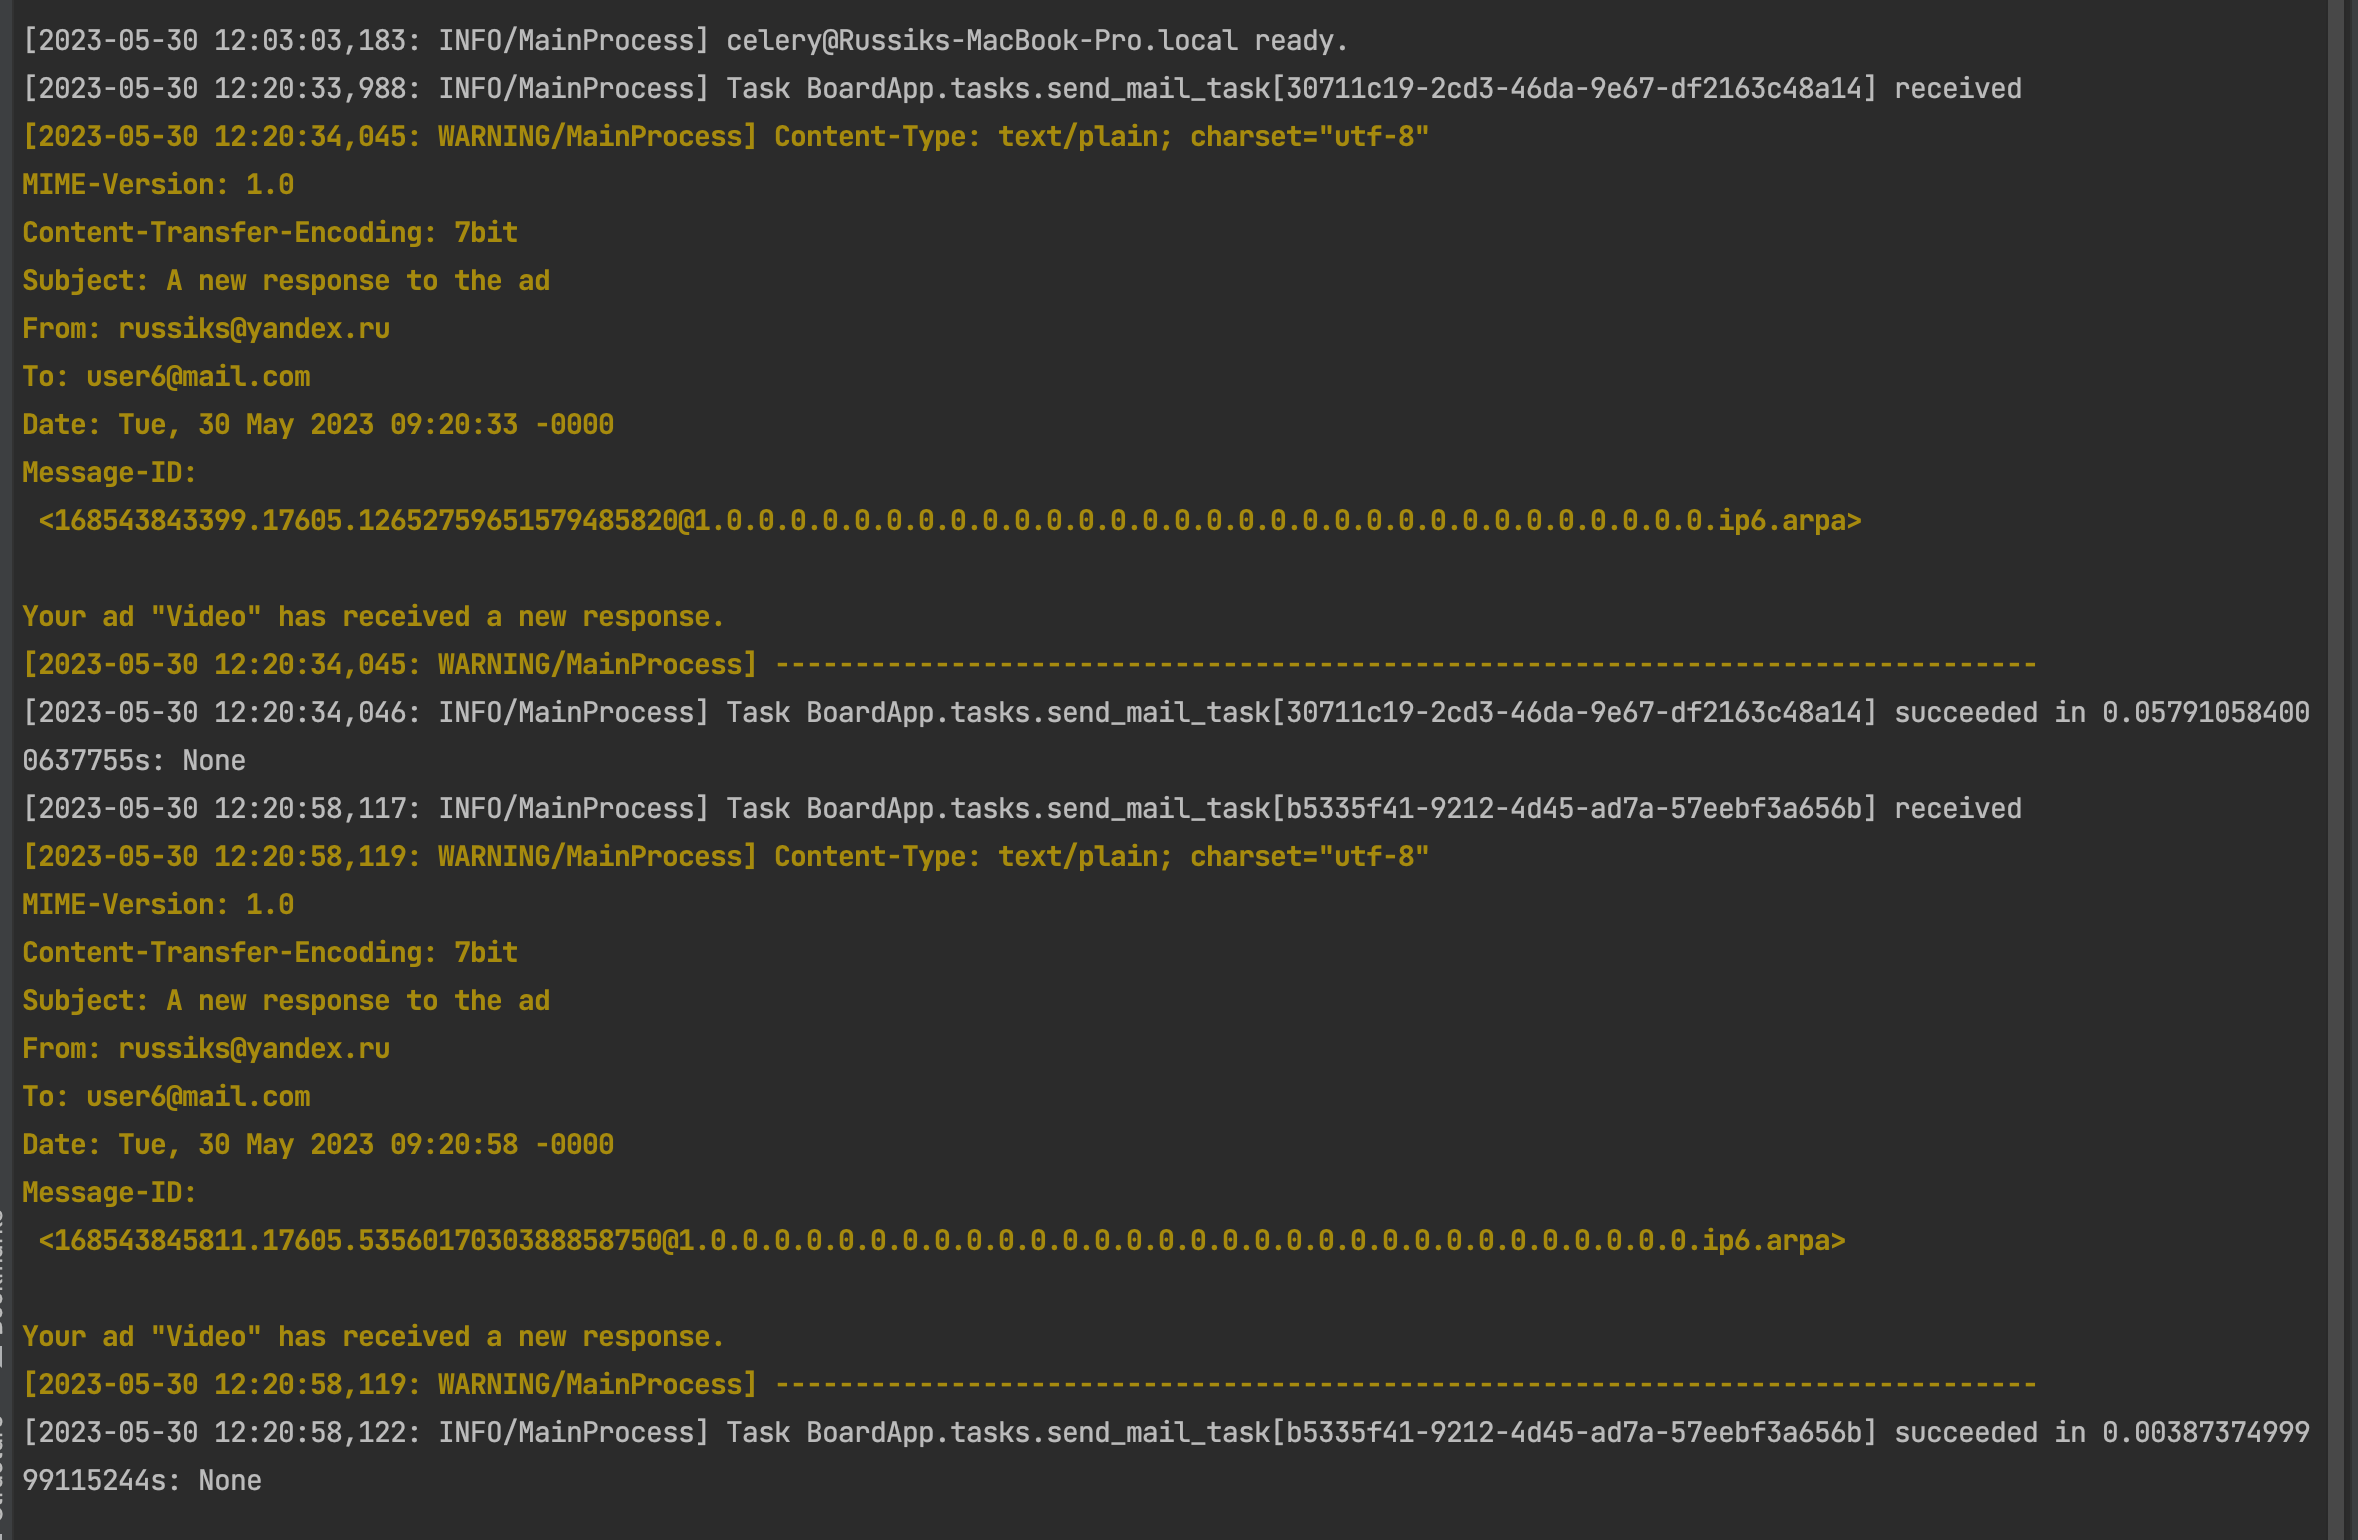 [2023-05-30 12:03:03,183: INFO/MainProcess] celery@Russiks-MacBook-Pro.local ready.
[2023-05-30 12:20:33,988: INFO/MainProcess] Task BoardApp.tasks.send_mail_task[30711c19-2cd3-46da-9e67-df2163c48a14] received
[2023-05-30 12:20:34,045: WARNING/MainProcess] Content-Type: text/plain; charset="utf-8"
MIME-Version: 1.0
Content-Transfer-Encoding: 7bit
Subject: A new response to the ad
From: russiks@yandex.ru
To: user6@mail.com
Date: Tue, 30 May 2023 09:20:33 -0000
Message-ID:
 <168543843399.17605.12652759651579485820@1.0.0.0.0.0.0.0.0.0.0.0.0.0.0.0.0.0.0.0.0.0.0.0.0.0.0.0.0.0.0.0.ip6.arpa>

Your ad "Video" has received a new response.
[2023-05-30 12:20:34,045: WARNING/MainProcess] -------------------------------------------------------------------------------
[2023-05-30 12:20:34,046: INFO/MainProcess] Task BoardApp.tasks.send_mail_task[30711c19-2cd3-46da-9e67-df2163c48a14] succeeded in 0.05791058400
0637755s: None
[2023-05-30 12:20:58,117: INFO/MainProcess] Task BoardApp.tasks.send_mail_task[b5335f41-9212-4d45-ad7a-57eebf3a656b] received
[2023-05-30 12:20:58,119: WARNING/MainProcess] Content-Type: text/plain; charset="utf-8"
MIME-Version: 1.0
Content-Transfer-Encoding: 7bit
Subject: A new response to the ad
From: russiks@yandex.ru
To: user6@mail.com
Date: Tue, 30 May 2023 09:20:58 -0000
Message-ID:
 <168543845811.17605.5356017030388858750@1.0.0.0.0.0.0.0.0.0.0.0.0.0.0.0.0.0.0.0.0.0.0.0.0.0.0.0.0.0.0.0.ip6.arpa>

Your ad "Video" has received a new response.
[2023-05-30 12:20:58,119: WARNING/MainProcess] -------------------------------------------------------------------------------
[2023-05-30 12:20:58,122: INFO/MainProcess] Task BoardApp.tasks.send_mail_task[b5335f41-9212-4d45-ad7a-57eebf3a656b] succeeded in 0.00387374999
99115244s: None